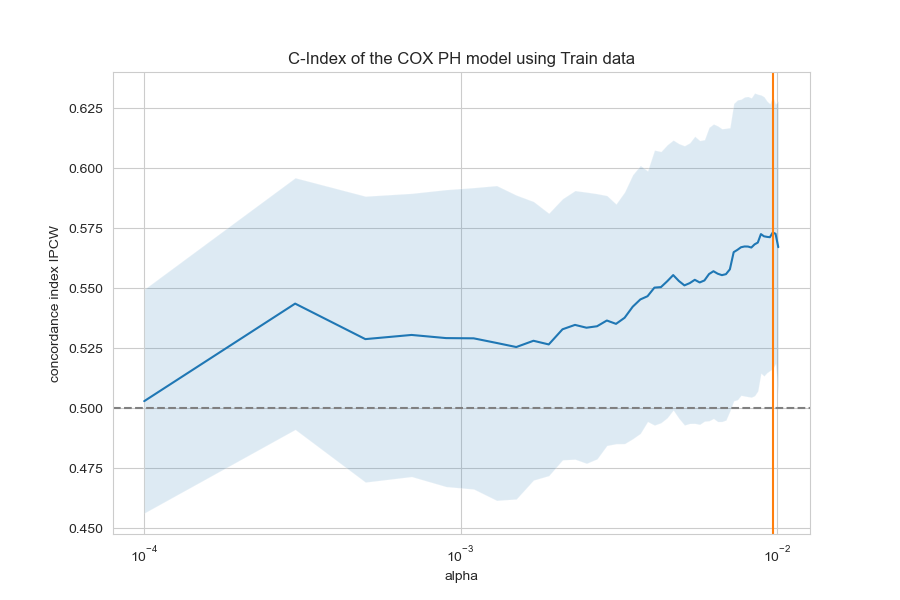 C-Index of the COX PH model using Train data
concordance index IPCW
0.625
0.600
0.575
0.550
0.525
0.500
0.475
0.450
10⁻⁴ 10⁻³ 10⁻²
alpha